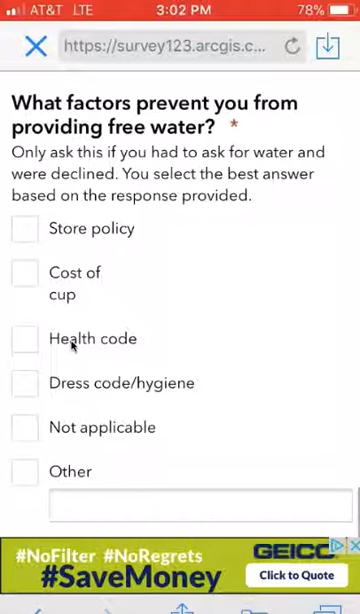 AT&T LTE 3:02 PM 78%
https://survey123.arcgis.c...
What factors prevent you from
providing free water? *
Only ask this if you had to ask for water and
were declined. You select the best answer
based on the response provided.
Store policy
Cost of
cup
Health code
Dress code/hygiene
Not applicable
Other
#NoFilter #NoRegrets
#SaveMoney
GEICO
Click to Quote